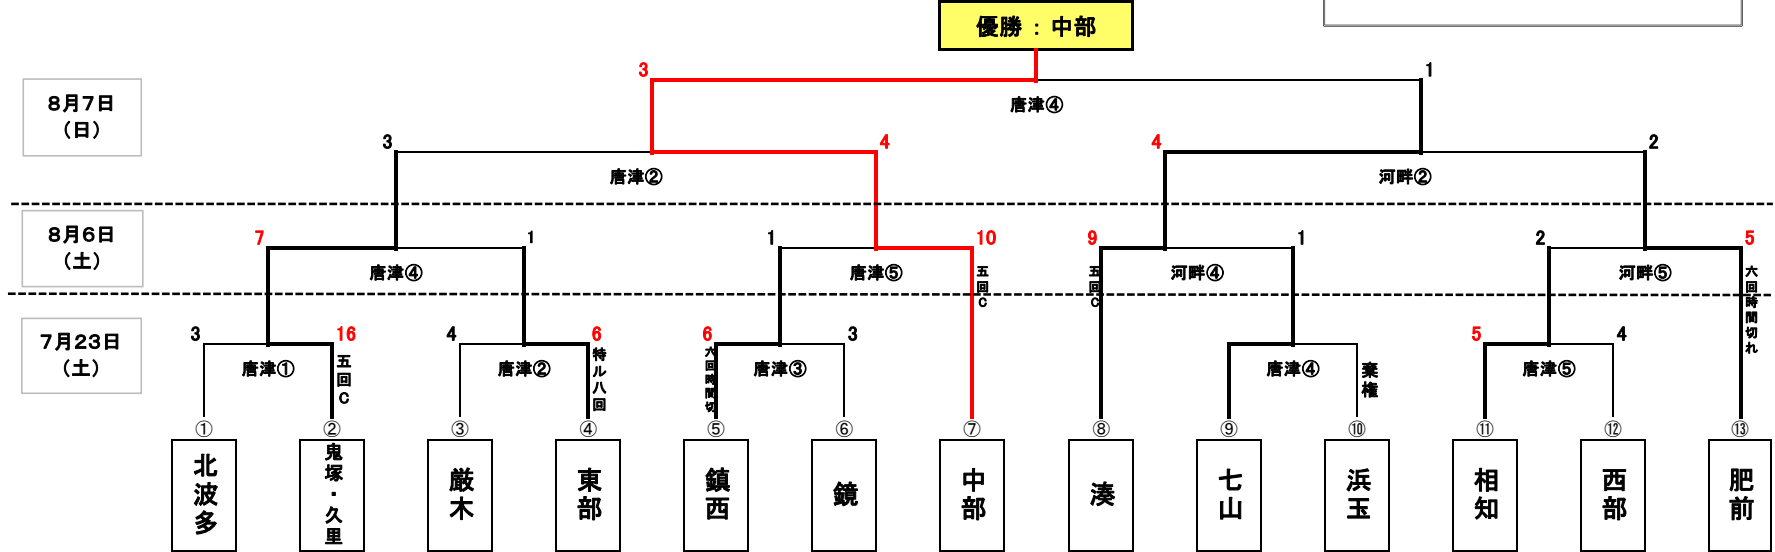 優勝：中部
3
1
8月7日
（日）
唐津④
3
4
4
2
唐津②
河畔②
8月6日
（土）
7
1
1
10
9
1
2
5
唐津④
唐津⑤
河畔④
河畔⑤
五回C
五回C
六回時間切れ
7月23日
（土）
3
16
4
6
6
3
5
4
唐津①
唐津②
唐津③
唐津④
唐津⑤
五回C
特ル八回
六回時間切
棄権
①
②
③
④
⑤
⑥
⑦
⑧
⑨
⑩
⑪
⑫
⑬
北波多
鬼塚・久里
厳木
東部
鎮西
鏡
中部
湊
七山
浜玉
相知
西部
肥前